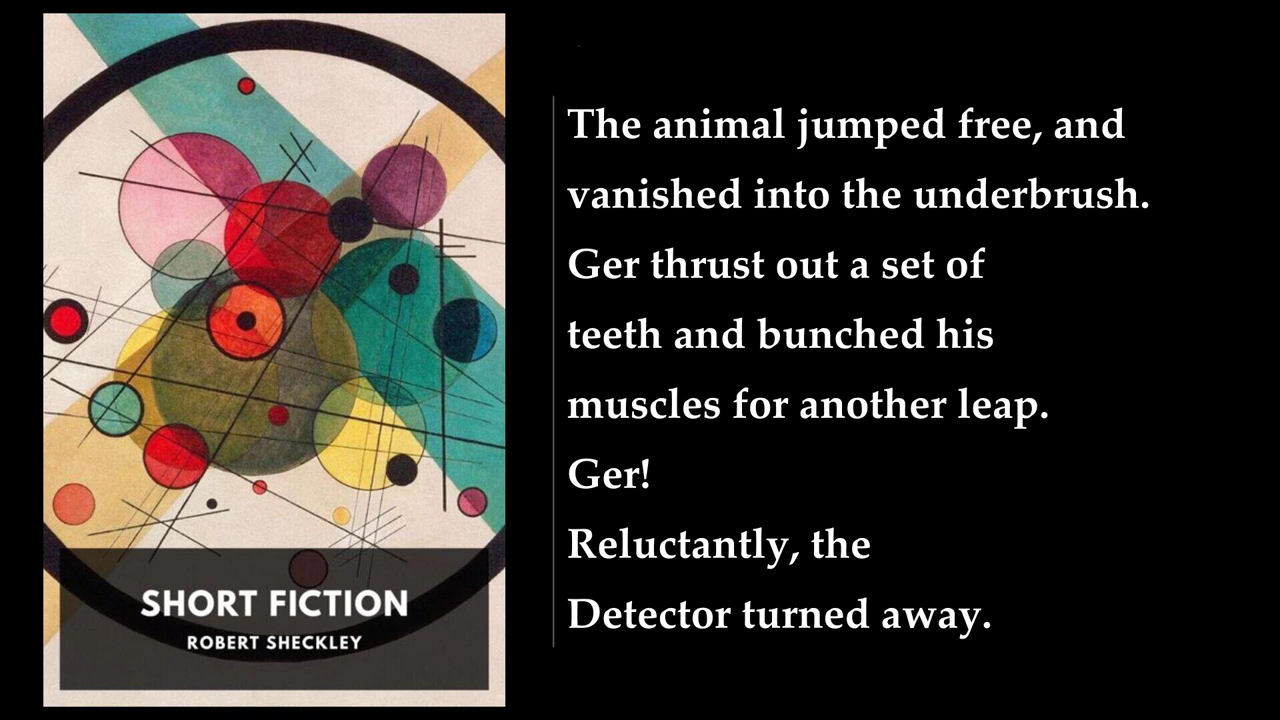 SHORT FICTION
ROBERT SHECKLEY
The animal jumped free, and
vanished into the underbrush.
Ger thrust out a set of
teeth and bunched his
muscles for another leap.
Ger!
Reluctantly, the
Detector turned away.